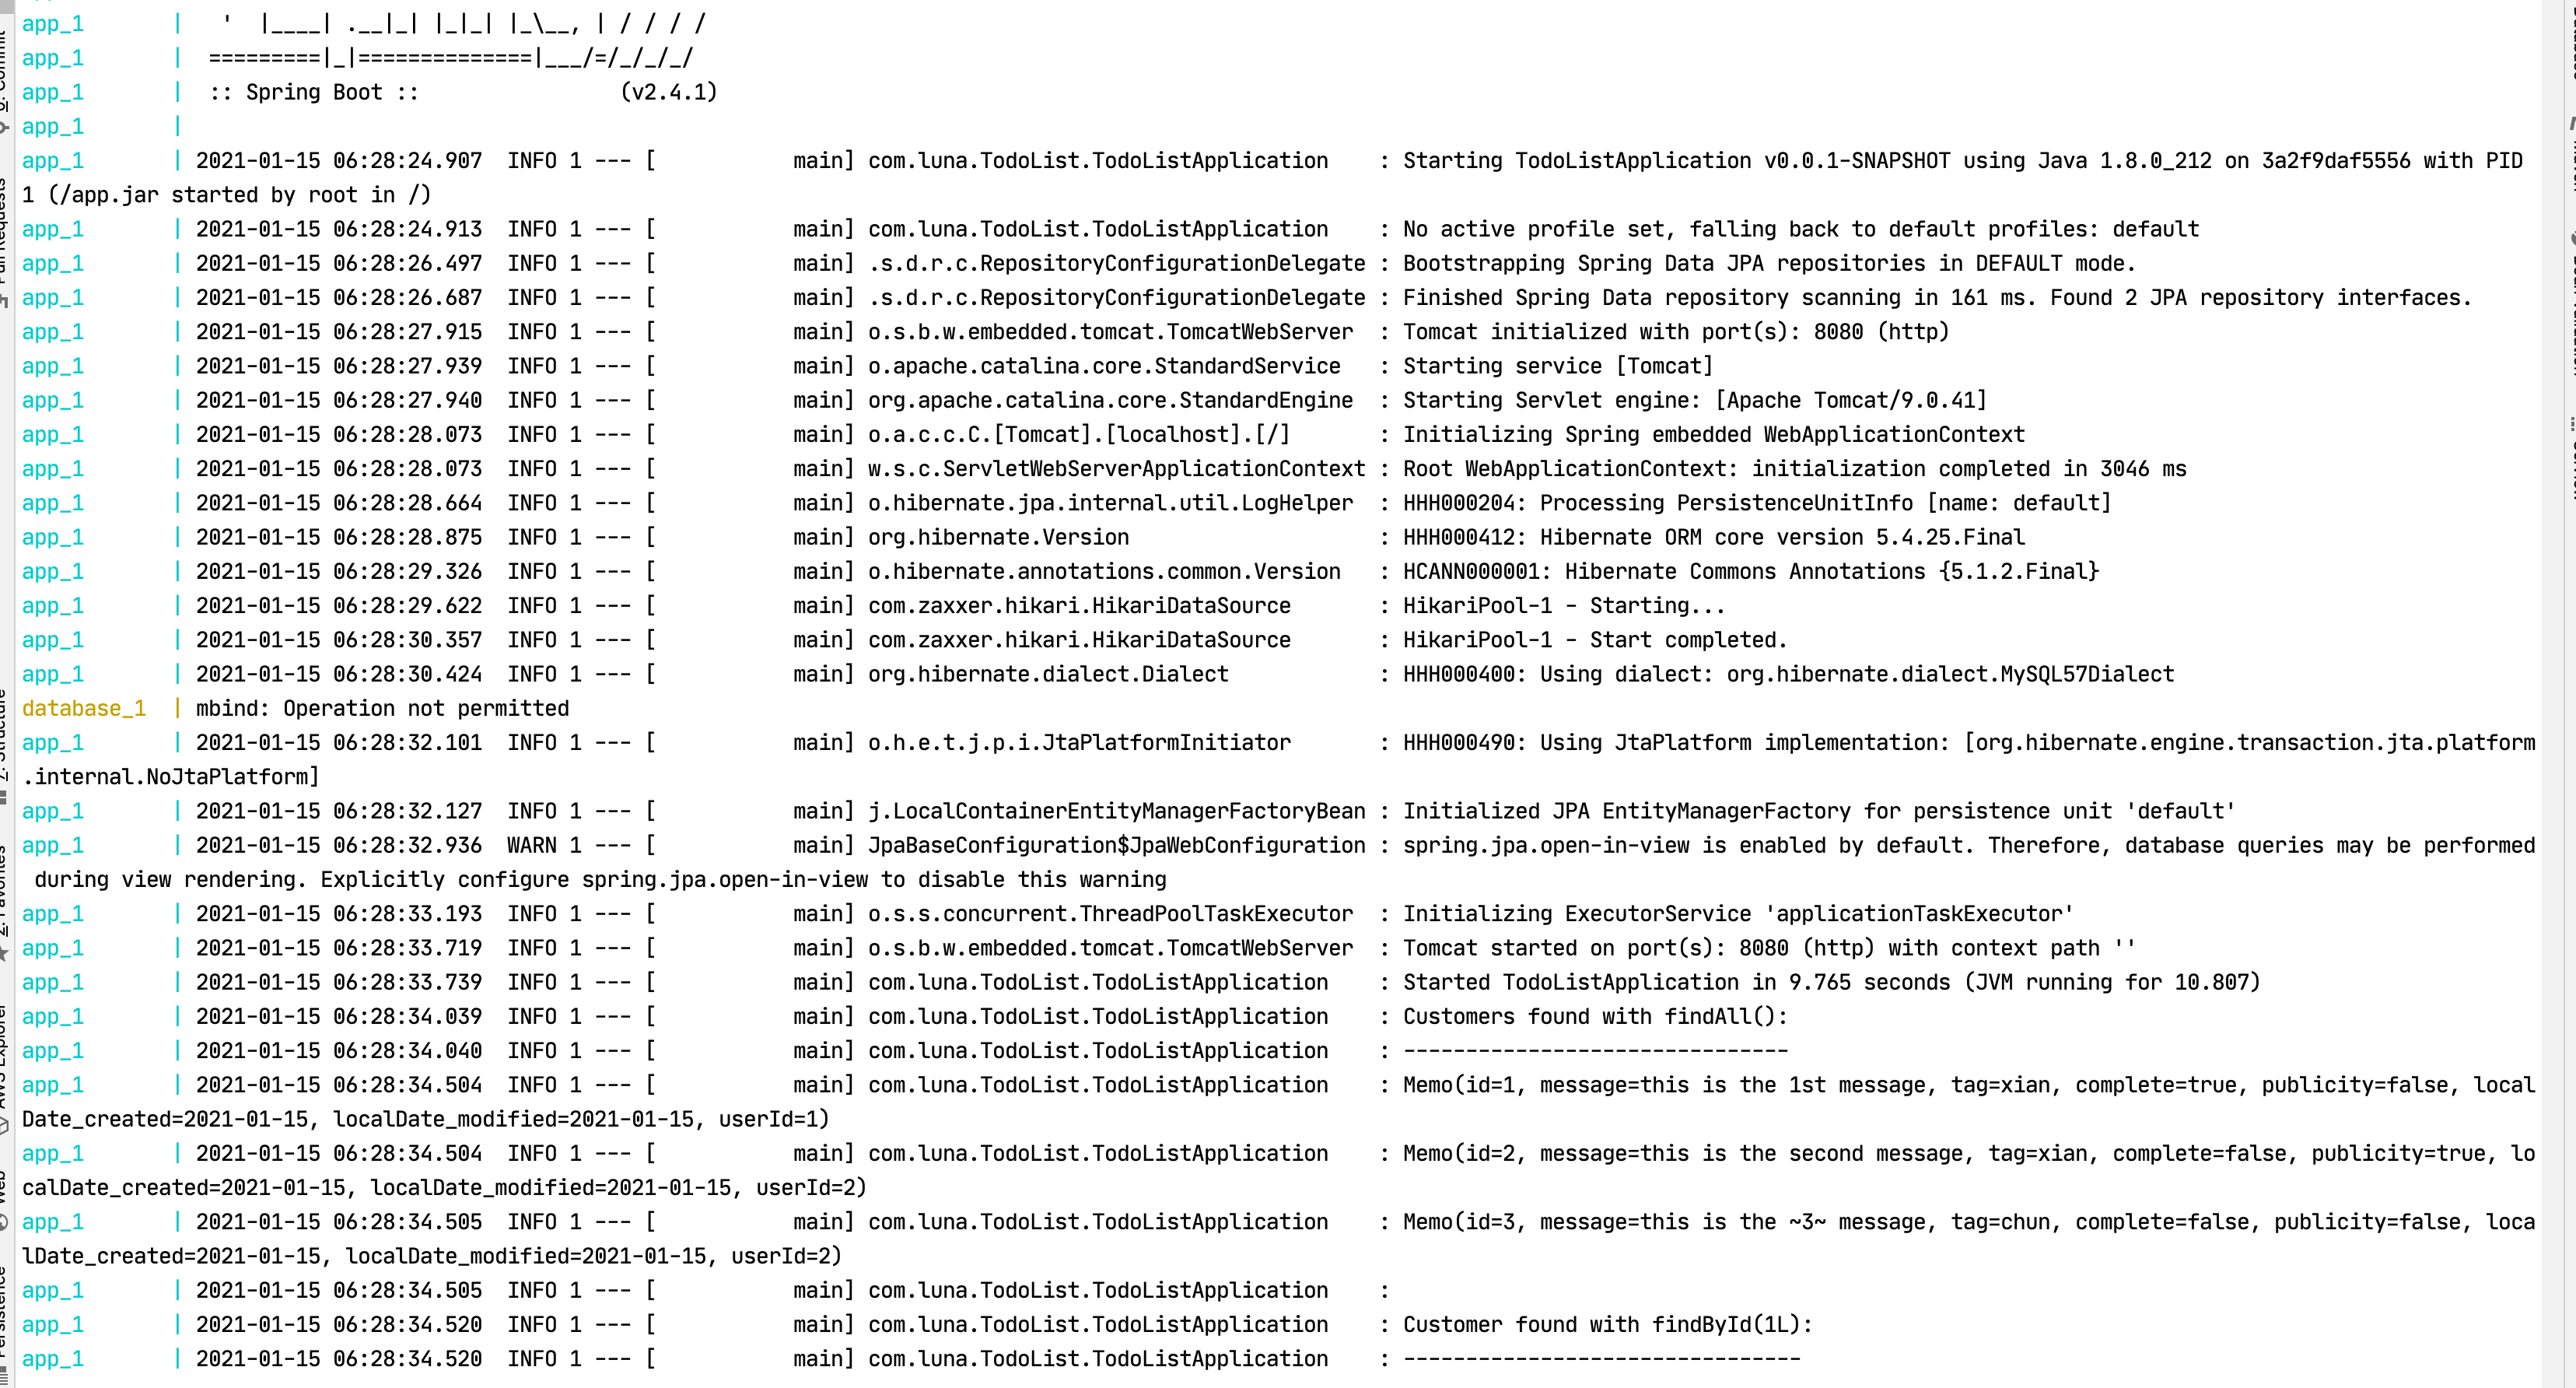 app_1       |   '  |____| .__|_| |_|_| |_\__, | / / / /
app_1       |  =========|_|==============|___/=/_/_/_/
app_1       |  :: Spring Boot ::                (v2.4.1)
app_1       |
app_1       | 2021-01-15 06:28:24.907  INFO 1 --- [           main] com.luna.TodoList.TodoListApplication    : Starting TodoListApplication v0.0.1-SNAPSHOT using Java 1.8.0_212 on 3a2f9daf5556 with PID
1 (/app.jar started by root in /)
app_1       | 2021-01-15 06:28:24.913  INFO 1 --- [           main] com.luna.TodoList.TodoListApplication    : No active profile set, falling back to default profiles: default
app_1       | 2021-01-15 06:28:26.497  INFO 1 --- [           main] .s.d.r.c.RepositoryConfigurationDelegate : Bootstrapping Spring Data JPA repositories in DEFAULT mode.
app_1       | 2021-01-15 06:28:26.687  INFO 1 --- [           main] .s.d.r.c.RepositoryConfigurationDelegate : Finished Spring Data repository scanning in 161 ms. Found 2 JPA repository interfaces.
app_1       | 2021-01-15 06:28:27.915  INFO 1 --- [           main] o.s.b.w.embedded.tomcat.TomcatWebServer  : Tomcat initialized with port(s): 8080 (http)
app_1       | 2021-01-15 06:28:27.939  INFO 1 --- [           main] o.apache.catalina.core.StandardService   : Starting service [Tomcat]
app_1       | 2021-01-15 06:28:27.940  INFO 1 --- [           main] org.apache.catalina.core.StandardEngine  : Starting Servlet engine: [Apache Tomcat/9.0.41]
app_1       | 2021-01-15 06:28:28.073  INFO 1 --- [           main] o.a.c.c.C.[Tomcat].[localhost].[/]       : Initializing Spring embedded WebApplicationContext
app_1       | 2021-01-15 06:28:28.073  INFO 1 --- [           main] w.s.c.ServletWebServerApplicationContext : Root WebApplicationContext: initialization completed in 3046 ms
app_1       | 2021-01-15 06:28:28.664  INFO 1 --- [           main] o.hibernate.jpa.internal.util.LogHelper  : HHH000204: Processing PersistenceUnitInfo [name: default]
app_1       | 2021-01-15 06:28:28.875  INFO 1 --- [           main] org.hibernate.Version                    : HHH000412: Hibernate ORM core version 5.4.25.Final
app_1       | 2021-01-15 06:28:29.326  INFO 1 --- [           main] o.hibernate.annotations.common.Version   : HCANN000001: Hibernate Commons Annotations {5.1.2.Final}
app_1       | 2021-01-15 06:28:29.622  INFO 1 --- [           main] com.zaxxer.hikari.HikariDataSource       : HikariPool-1 - Starting...
app_1       | 2021-01-15 06:28:30.357  INFO 1 --- [           main] com.zaxxer.hikari.HikariDataSource       : HikariPool-1 - Start completed.
app_1       | 2021-01-15 06:28:30.424  INFO 1 --- [           main] org.hibernate.dialect.Dialect            : HHH000400: Using dialect: org.hibernate.dialect.MySQL57Dialect
database_1  | mbind: Operation not permitted
app_1       | 2021-01-15 06:28:32.101  INFO 1 --- [           main] o.h.e.t.j.p.i.JtaPlatformInitiator       : HHH000490: Using JtaPlatform implementation: [org.hibernate.engine.transaction.jta.platform
.internal.NoJtaPlatform]
app_1       | 2021-01-15 06:28:32.127  INFO 1 --- [           main] j.LocalContainerEntityManagerFactoryBean : Initialized JPA EntityManagerFactory for persistence unit 'default'
app_1       | 2021-01-15 06:28:32.936  WARN 1 --- [           main] JpaBaseConfiguration$JpaWebConfiguration : spring.jpa.open-in-view is enabled by default. Therefore, database queries may be performed
 during view rendering. Explicitly configure spring.jpa.open-in-view to disable this warning
app_1       | 2021-01-15 06:28:33.193  INFO 1 --- [           main] o.s.s.concurrent.ThreadPoolTaskExecutor  : Initializing ExecutorService 'applicationTaskExecutor'
app_1       | 2021-01-15 06:28:33.719  INFO 1 --- [           main] o.s.b.w.embedded.tomcat.TomcatWebServer  : Tomcat started on port(s): 8080 (http) with context path ''
app_1       | 2021-01-15 06:28:33.739  INFO 1 --- [           main] com.luna.TodoList.TodoListApplication    : Started TodoListApplication in 9.765 seconds (JVM running for 10.807)
app_1       | 2021-01-15 06:28:34.039  INFO 1 --- [           main] com.luna.TodoList.TodoListApplication    : Customers found with findAll():
app_1       | 2021-01-15 06:28:34.040  INFO 1 --- [           main] com.luna.TodoList.TodoListApplication    : -------------------------------
app_1       | 2021-01-15 06:28:34.504  INFO 1 --- [           main] com.luna.TodoList.TodoListApplication    : Memo(id=1, message=this is the 1st message, tag=xian, complete=true, publicity=false, local
Date_created=2021-01-15, localDate_modified=2021-01-15, userId=1)
app_1       | 2021-01-15 06:28:34.504  INFO 1 --- [           main] com.luna.TodoList.TodoListApplication    : Memo(id=2, message=this is the second message, tag=xian, complete=false, publicity=true, lo
calDate_created=2021-01-15, localDate_modified=2021-01-15, userId=2)
app_1       | 2021-01-15 06:28:34.505  INFO 1 --- [           main] com.luna.TodoList.TodoListApplication    : Memo(id=3, message=this is the ~3~ message, tag=chun, complete=false, publicity=false, loca
lDate_created=2021-01-15, localDate_modified=2021-01-15, userId=2)
app_1       | 2021-01-15 06:28:34.505  INFO 1 --- [           main] com.luna.TodoList.TodoListApplication    :
app_1       | 2021-01-15 06:28:34.520  INFO 1 --- [           main] com.luna.TodoList.TodoListApplication    : Customer found with findById(1L):
app_1       | 2021-01-15 06:28:34.520  INFO 1 --- [           main] com.luna.TodoList.TodoListApplication    : --------------------------------